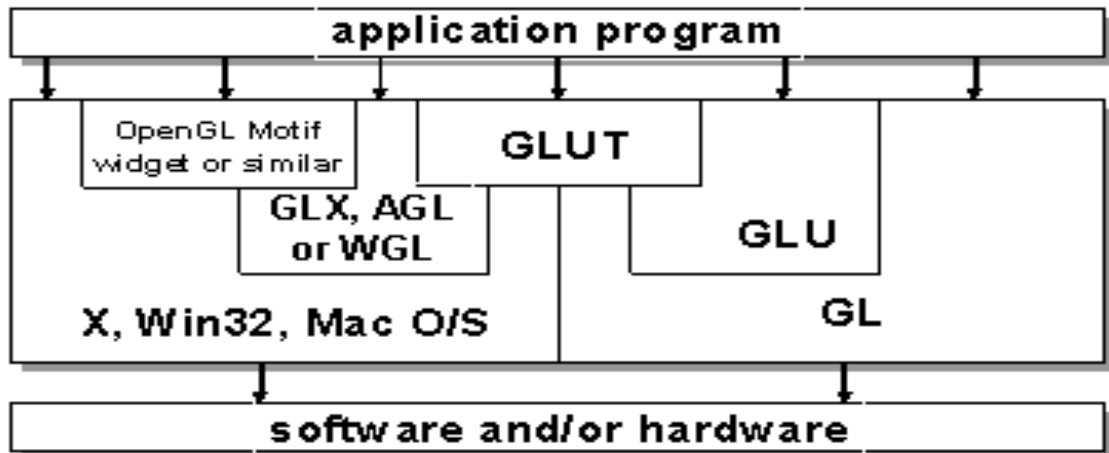 application program
OpenGL Motif
widget or similar
GLUT
GLX, AGL
or WGL
GLU
X, Win32, Mac O/S
GL
software and/or hardware